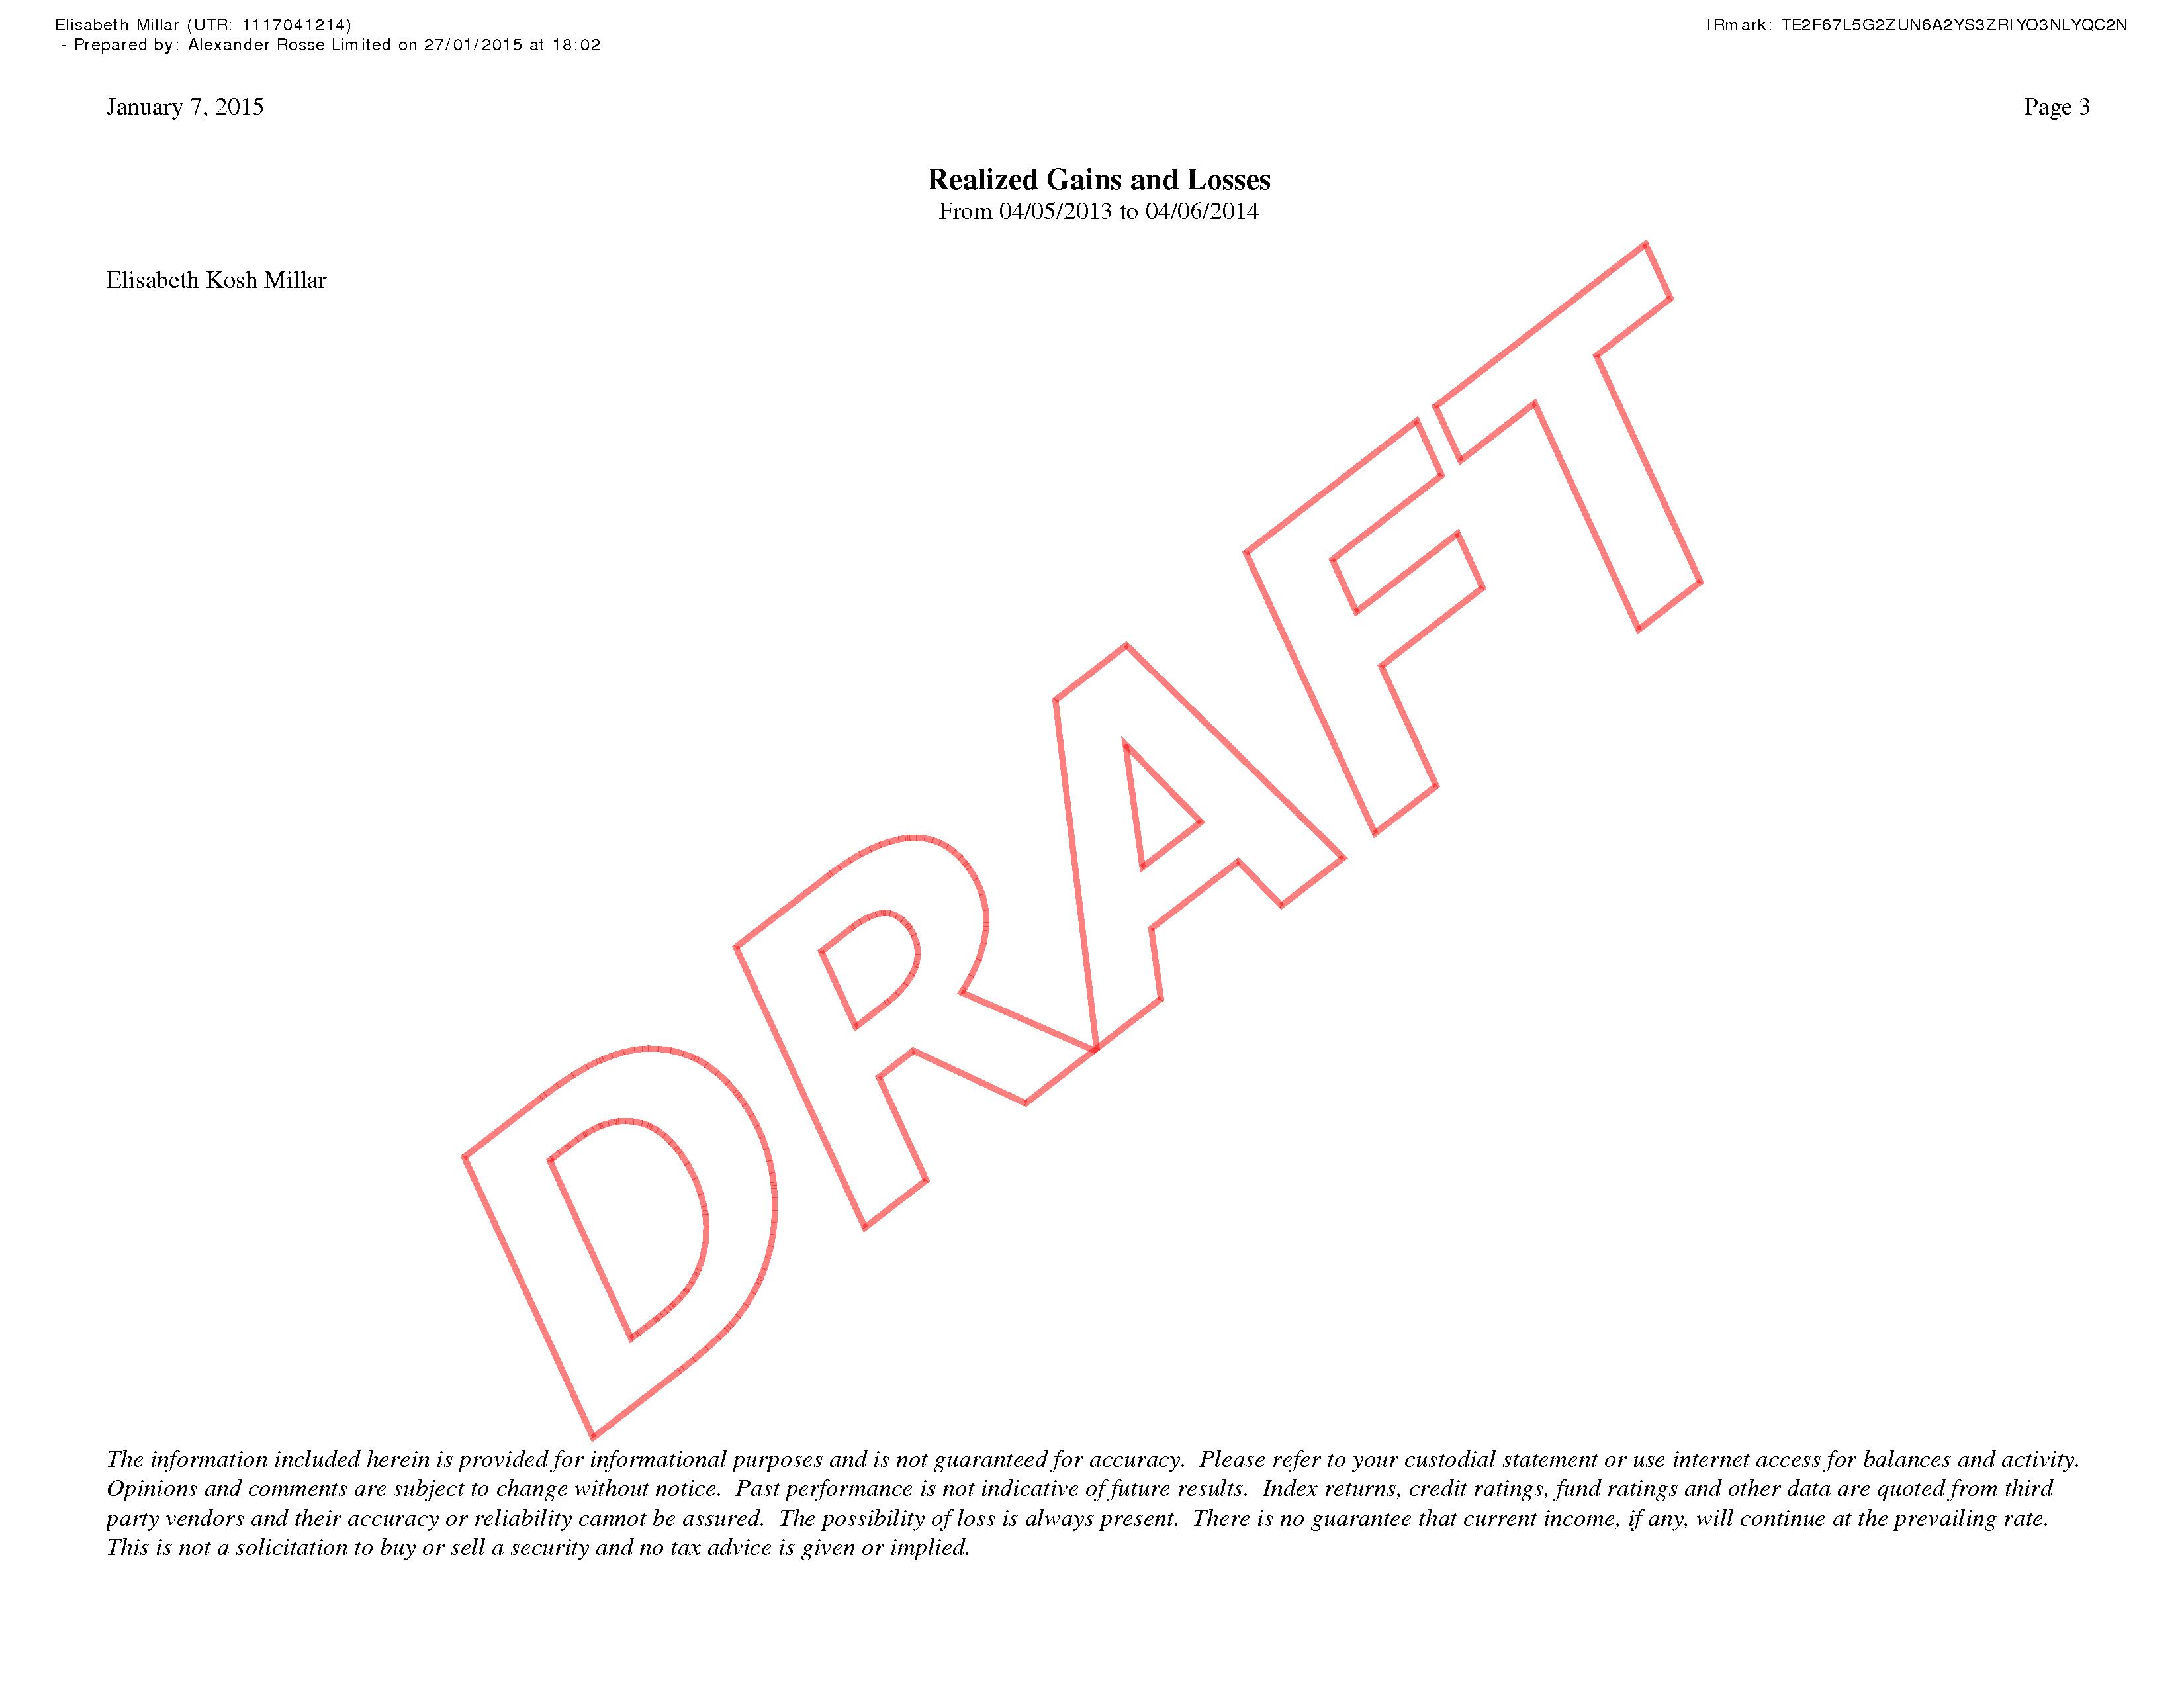 Elisabeth Millar (UTR: 1117041214)
- Prepared by: Alexander Rosse Limited on 27/01/2015 at 18:02
IRmark: TE2F67L5G2ZUN6A2YS3ZRIYO3NLYQC2N
January 7, 2015
Page 3
Realized Gains and Losses
From 04/05/2013 to 04/06/2014
Elisabeth Kosh Millar
DRAFT
The information included herein is provided for informational purposes and is not guaranteed for accuracy.  Please refer to your custodial statement or use internet access for balances and activity.
Opinions and comments are subject to change without notice.  Past performance is not indicative of future results.  Index returns, credit ratings, fund ratings and other data are quoted from third
party vendors and their accuracy or reliability cannot be assured.  The possibility of loss is always present.  There is no guarantee that current income, if any, will continue at the prevailing rate.
This is not a solicitation to buy or sell a security and no tax advice is given or implied.